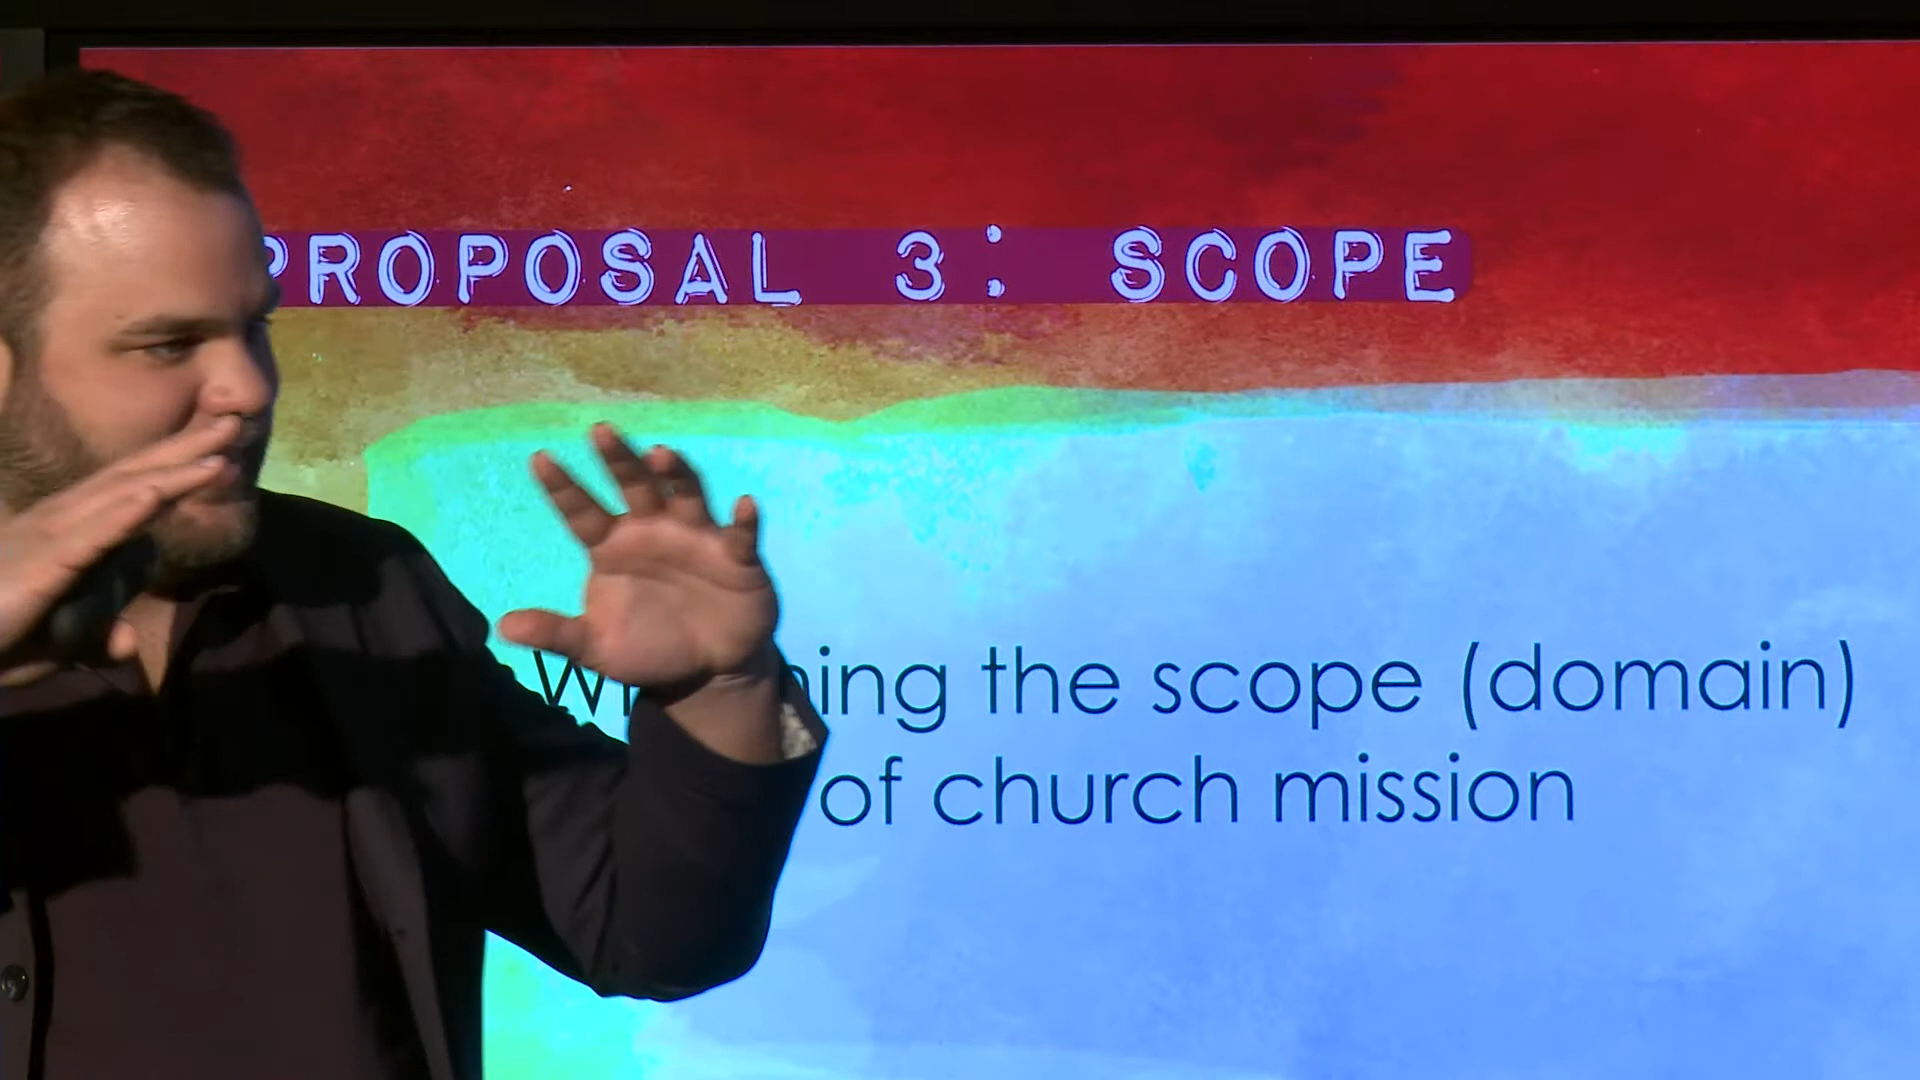 PROPOSAL 3: SCOPE
the scope (domain)
of church mission